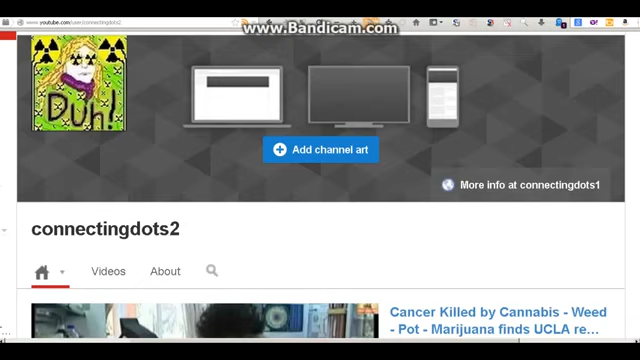 www.youtube.com/user/connectingdots2
www.Bandicam.com
Duh!
Add channel art
More info at connectingdots1
connectingdots2
Videos
About
Cancer Killed by Cannabis - Weed
- Pot - Marijuana finds UCLA re...